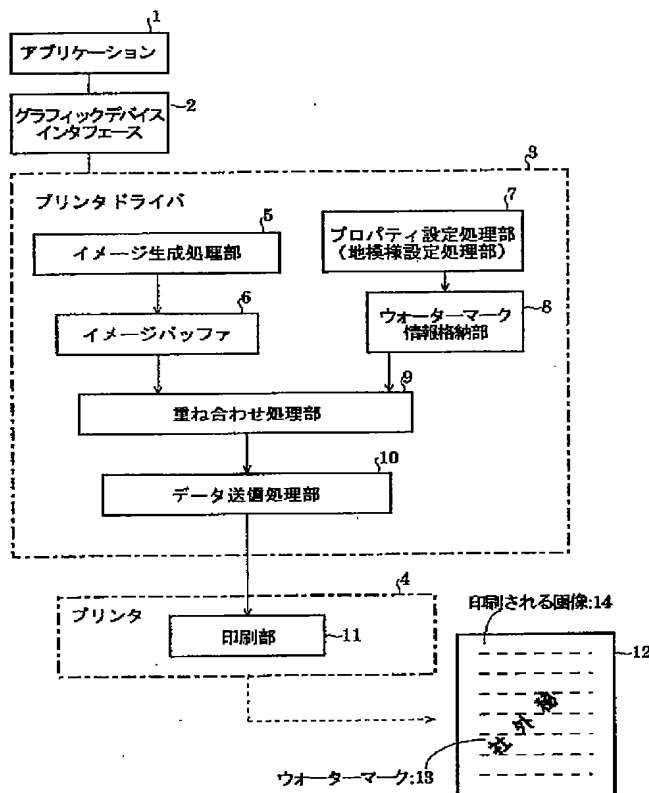 1
アプリケーション
2
グラフィックデバイス
インタフェース
3
プリンタドライバ
5
イメージ生成処理部
7
プロパティ設定処理部
(地模様設定処理部)
6
イメージバッファ
8
ウォーターマーク
情報格納部
9
重ね合わせ処理部
10
データ送信処理部
4
プリンタ
印刷部
11
印刷される画像:14
12
社外秘
ウォーターマーク:13